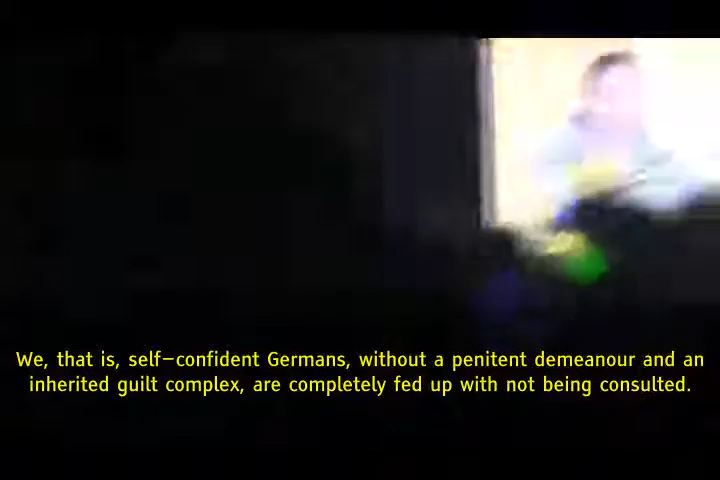 We, that is, self-confident Germans, without a penitent demeanour and an
inherited guilt complex, are completely fed up with not being consulted.